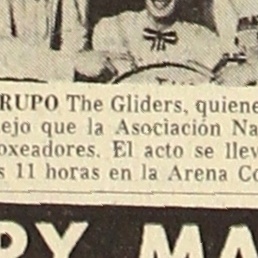 RUPO The Gliders, quiene
ejo que la Asociación Na
oxeadores. El acto se llev
s 11 horas en la Arena Co
PY MA